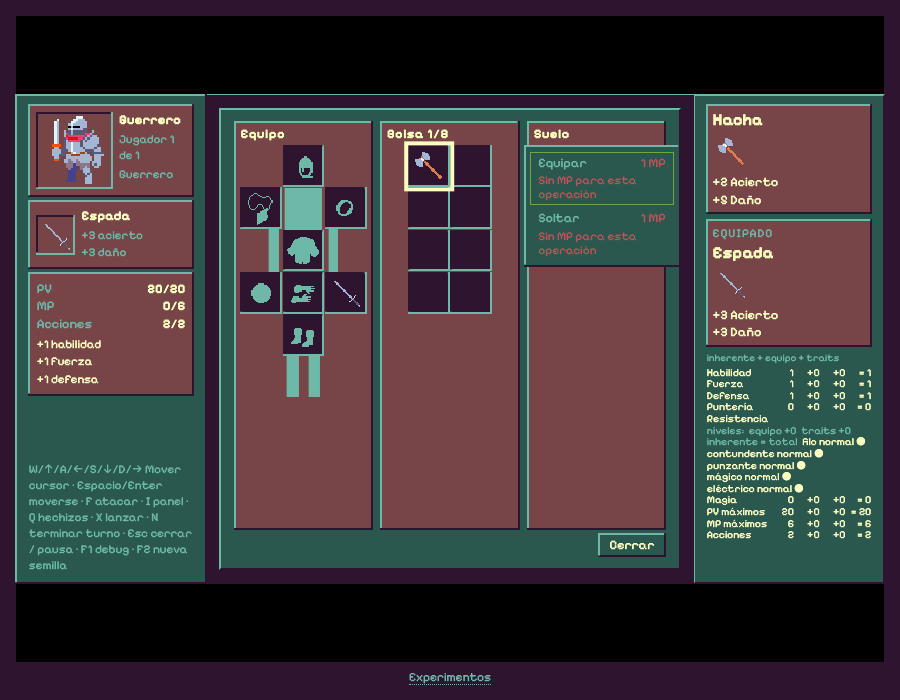 Guerrero
Jugador 1
de 1
Guerrero
Espada
+3 acierto
+3 daño
PV 20/20
MP 0/6
Acciones 2/2
+1 habilidad
+1 fuerza
+1 defensa
W/↑/A/←/S/↓/D/→ Mover
cursor · Espacio/Enter
moverse · F atacar · I panel ·
Q hechizos · X lanzar · N
terminar turno · Esc cerrar
/ pausa · F1 debug · F2 nueva
semilla
Equipo
Bolsa 1/8
Suelo
Equipar 1 MP
Sin MP para esta
operación
Soltar 1 MP
Sin MP para esta
operación
Cerrar
Hacha
+2 Acierto
+5 Daño
EQUIPADO
Espada
+3 Acierto
+3 Daño
inherente + equipo + traits
Habilidad 1 +0 +0 = 1
Fuerza 1 +0 +0 = 1
Defensa 1 +0 +0 = 1
Puntería 0 +0 +0 = 0
Resistencia
niveles: equipo +0 traits +0
inherente = total filo normal
contundente normal
punzante normal
mágico normal
eléctrico normal
Magia 0 +0 +0 = 0
PV máximos 20 +0 +0 = 20
MP máximos 6 +0 +0 = 6
Acciones 2 +0 +0 = 2
Experimentos